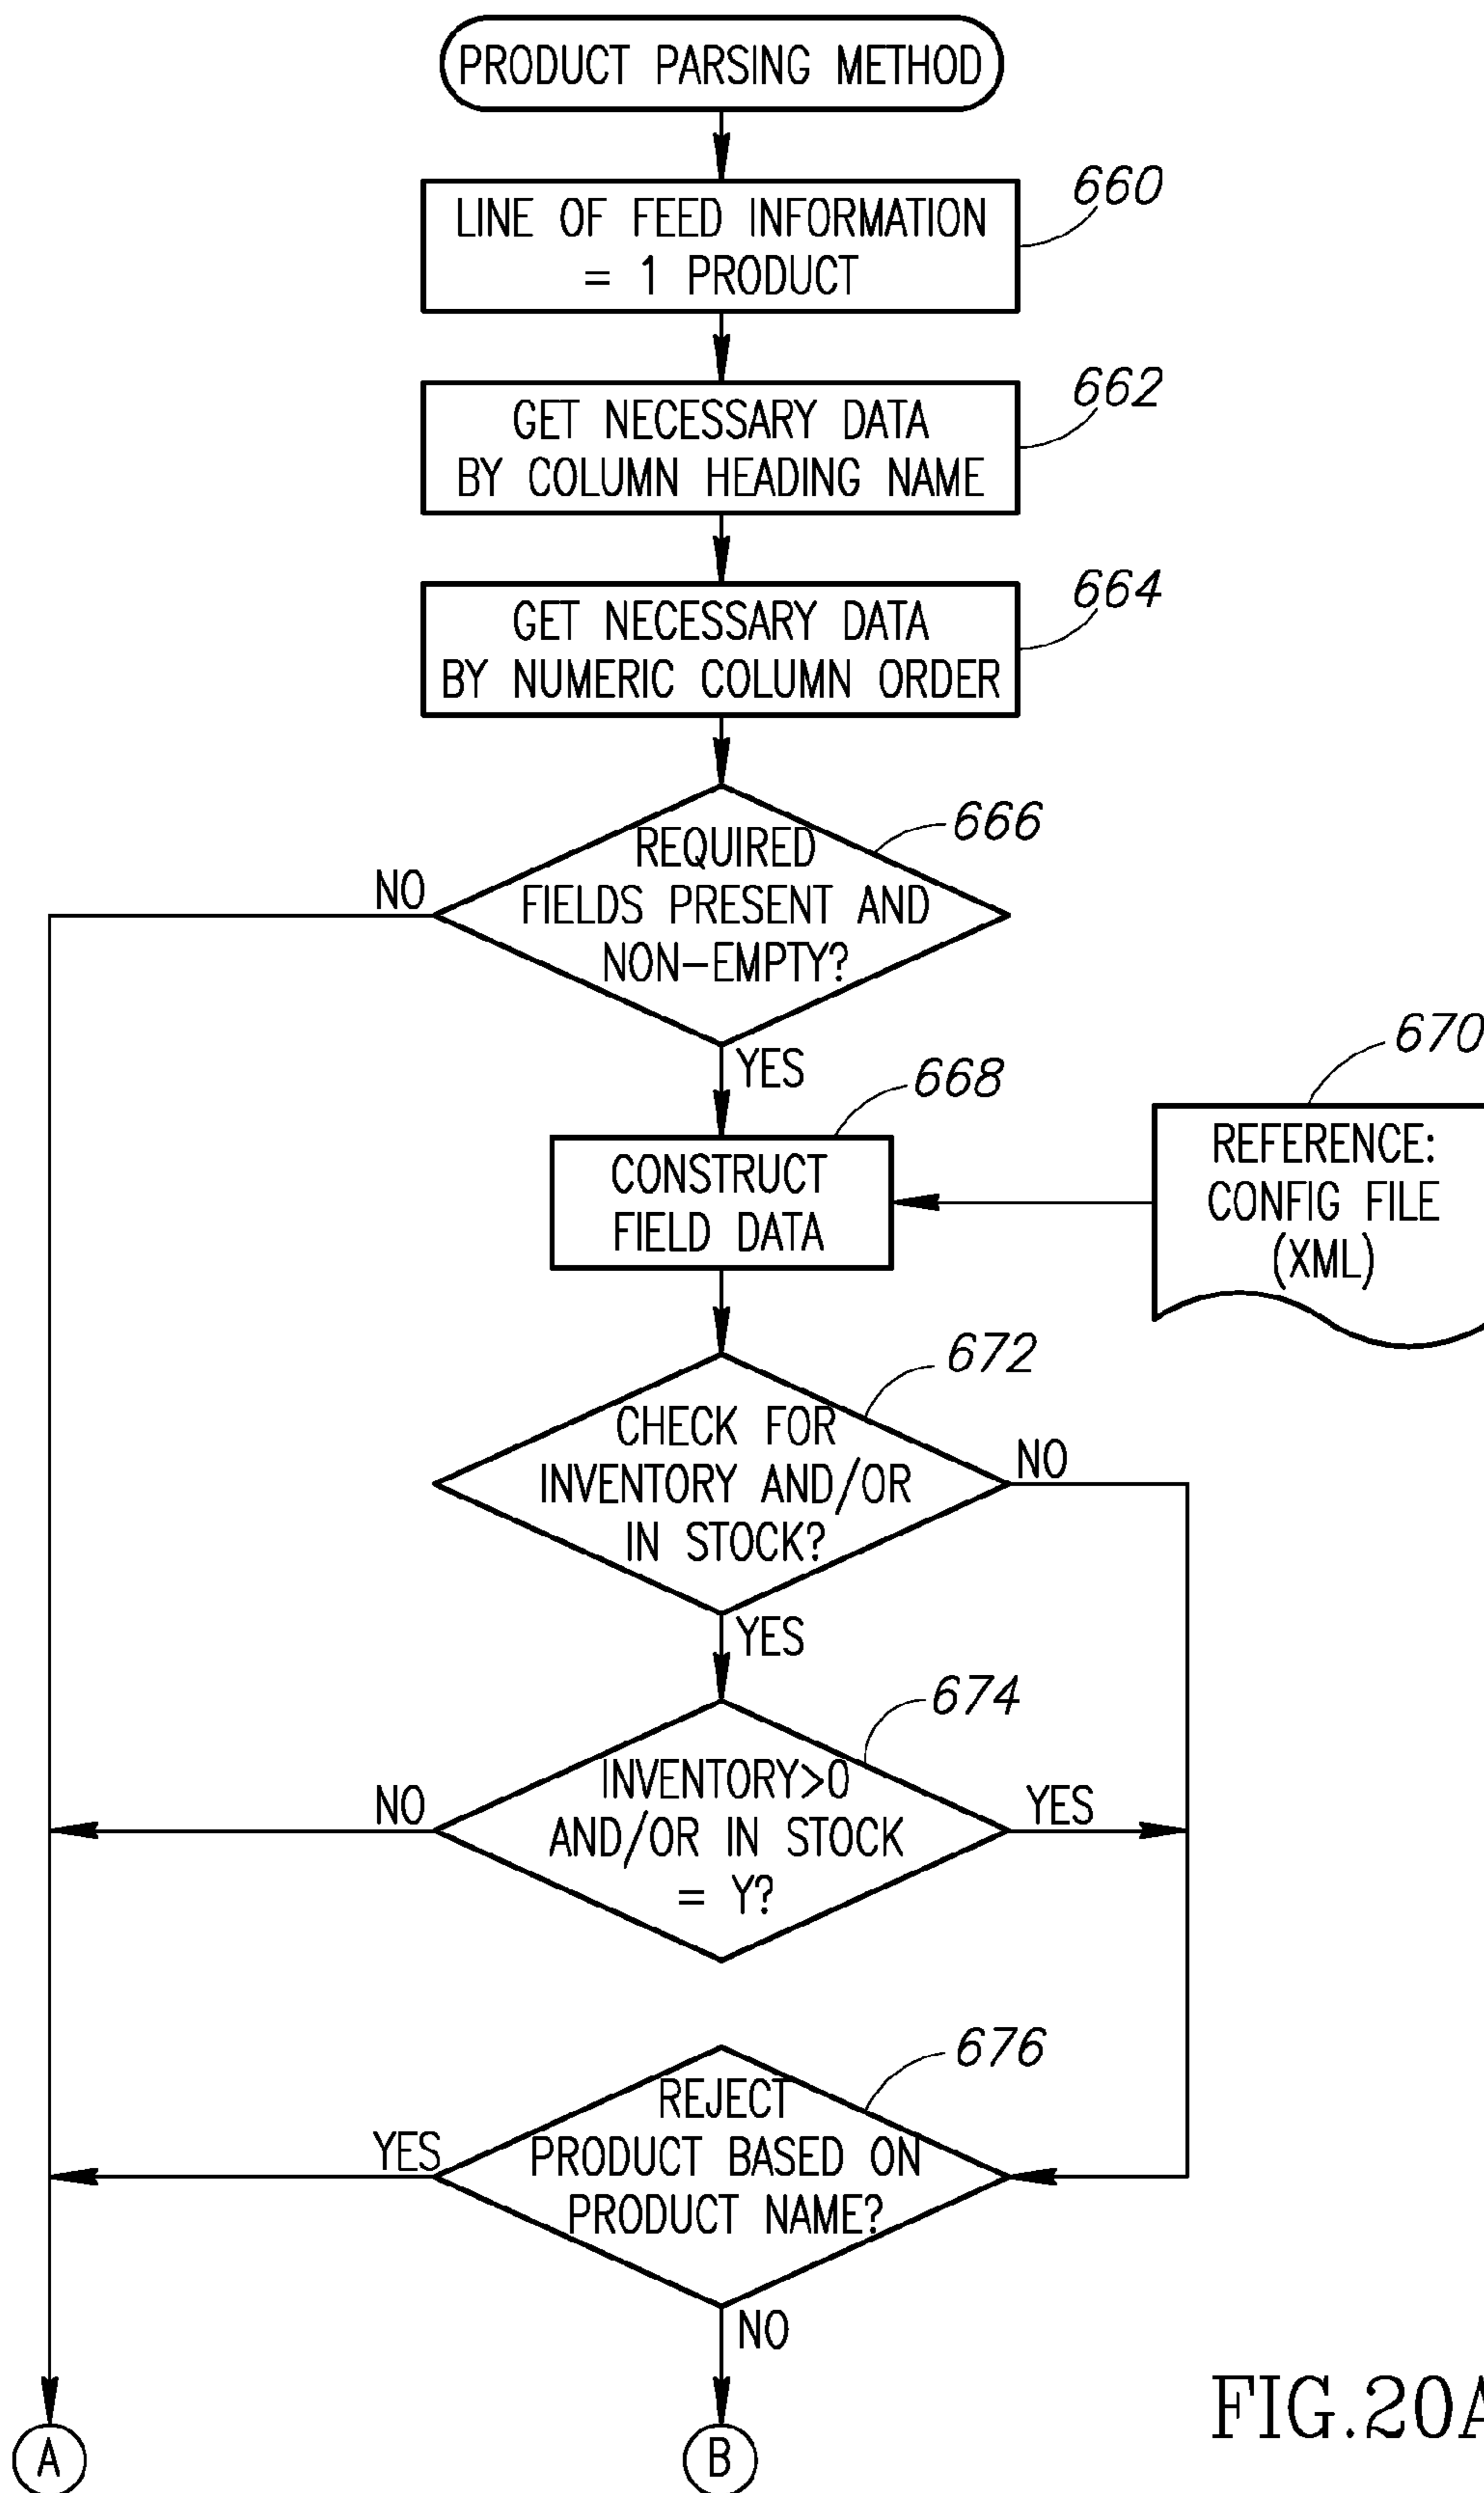 PRODUCT PARSING METHOD
660
LINE OF FEED INFORMATION
= 1 PRODUCT
662
GET NECESSARY DATA
BY COLUMN HEADING NAME
664
GET NECESSARY DATA
BY NUMERIC COLUMN ORDER
666
REQUIRED
FIELDS PRESENT AND
NON-EMPTY?
NO
YES
668
CONSTRUCT
FIELD DATA
670
REFERENCE:
CONFIG FILE
(XML)
672
CHECK FOR
INVENTORY AND/OR
IN STOCK?
NO
YES
674
INVENTORY>0
AND/OR IN STOCK
= Y?
NO
YES
676
REJECT
PRODUCT BASED ON
PRODUCT NAME?
YES
NO
A
B
FIG.20A